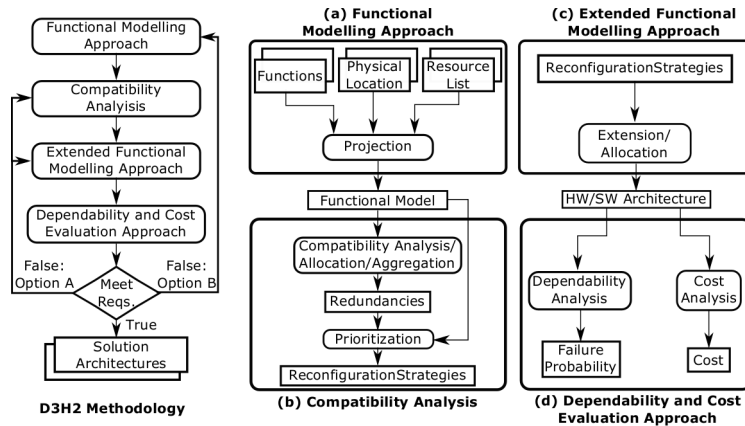 Functional Modelling
Approach
Compatibility
Analyisis
Extended Functional
Modelling Approach
Dependability and Cost
Evaluation Approach
False:
Option A
Meet
Reqs.
False:
Option B
True
Solution
Architectures
D3H2 Methodology
(a) Functional
Modelling Approach
Functions
Physical
Location
Resource
List
Projection
Functional Model
Compatibility Analysis/
Allocation/Aggregation
Redundancies
Prioritization
ReconfigurationStrategies
(b) Compatibility Analysis
(c) Extended Functional
Modelling Approach
ReconfigurationStrategies
Extension/
Allocation
HW/SW Architecture
Dependability
Analysis
Cost
Analysis
Failure
Probability
Cost
(d) Dependability and Cost
Evaluation Approach